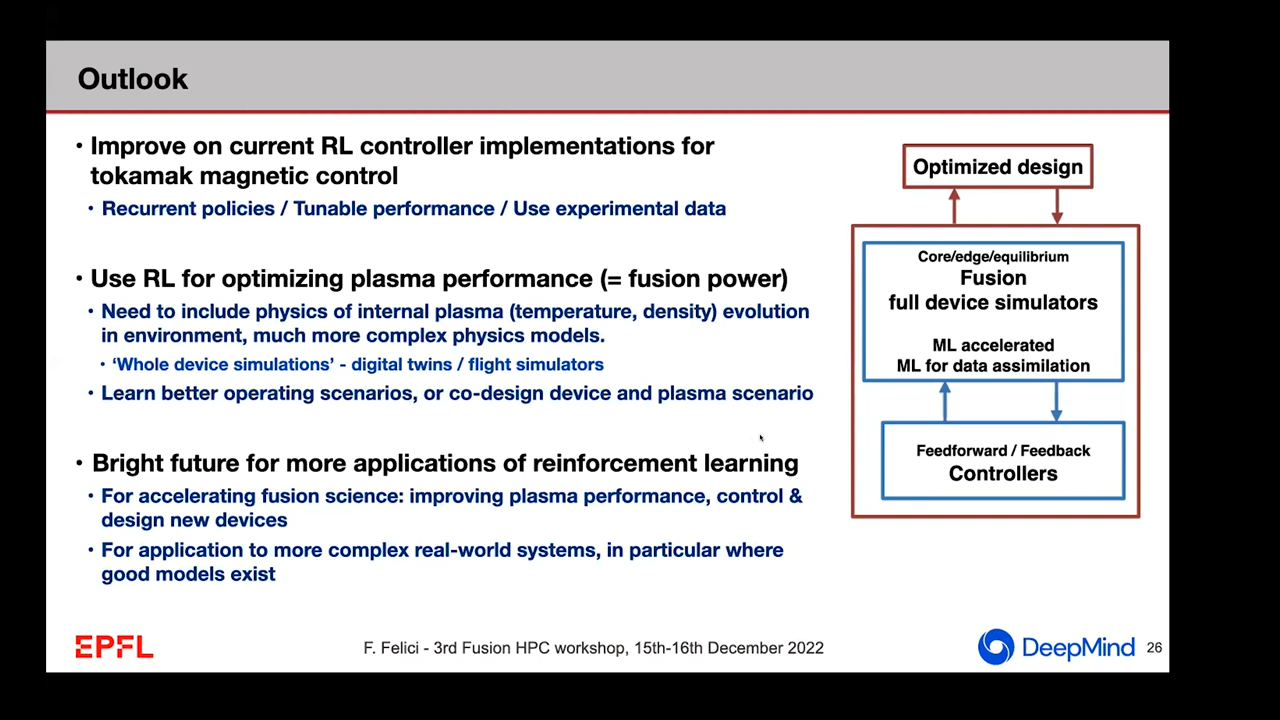 Outlook
• Improve on current RL controller implementations for
tokamak magnetic control
• Recurrent policies / Tunable performance / Use experimental data
• Use RL for optimizing plasma performance (= fusion power)
• Need to include physics of internal plasma (temperature, density) evolution
in environment, much more complex physics models.
• ‘Whole device simulations’ - digital twins / flight simulators
• Learn better operating scenarios, or co-design device and plasma scenario
• Bright future for more applications of reinforcement learning
• For accelerating fusion science: improving plasma performance, control &
design new devices
• For application to more complex real-world systems, in particular where
good models exist
Optimized design
Core/edge/equilibrium
Fusion
full device simulators
ML accelerated
ML for data assimilation
Feedforward / Feedback
Controllers
EPFL
F. Felici - 3rd Fusion HPC workshop, 15th-16th December 2022
DeepMind
26